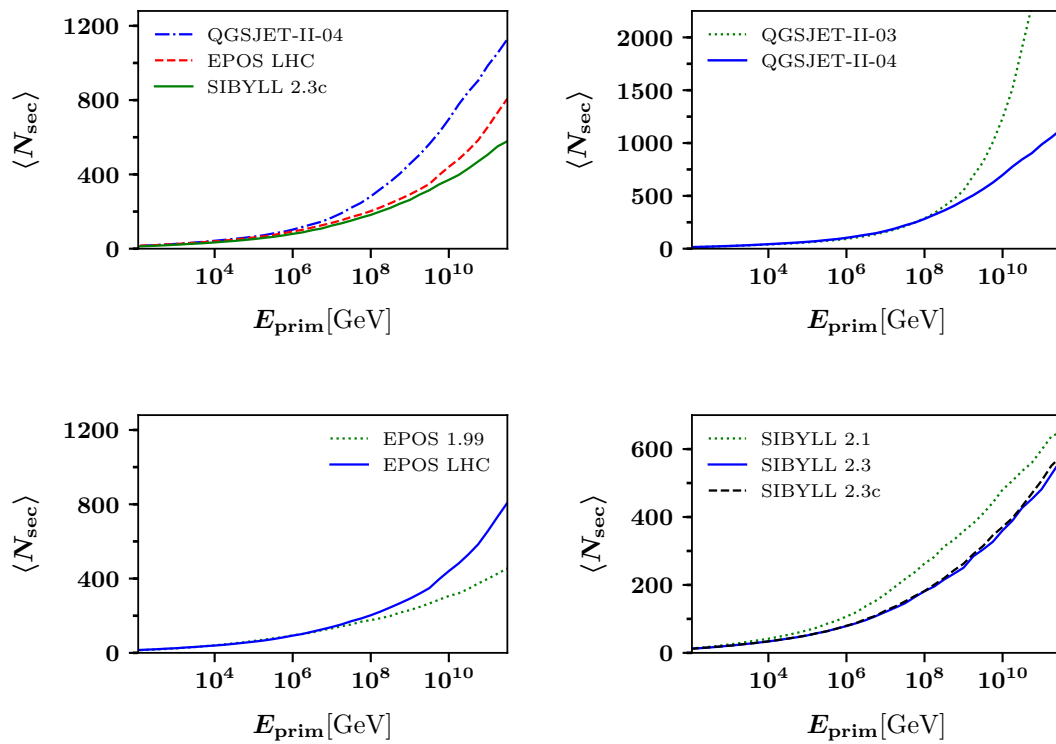 1200
800
400
0
⟨N_sec⟩
QGSJET-II-04
EPOS LHC
SIBYLL 2.3c
10^4 10^6 10^8 10^10
E_prim[GeV]
2000
1500
1000
500
0
⟨N_sec⟩
QGSJET-II-03
QGSJET-II-04
10^4 10^6 10^8 10^10
E_prim[GeV]
1200
800
400
0
⟨N_sec⟩
EPOS 1.99
EPOS LHC
10^4 10^6 10^8 10^10
E_prim[GeV]
600
400
200
0
⟨N_sec⟩
SIBYLL 2.1
SIBYLL 2.3
SIBYLL 2.3c
10^4 10^6 10^8 10^10
E_prim[GeV]